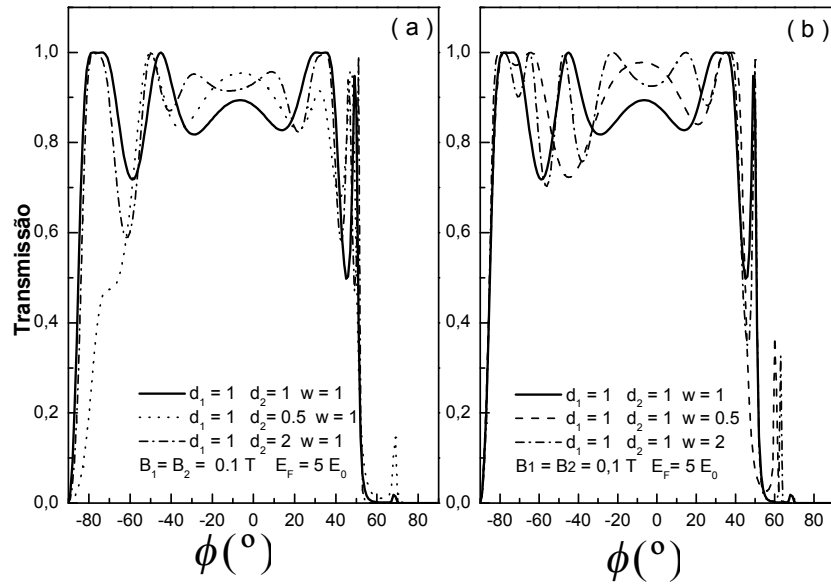 ( a )
( b )
1,0
1,0
0,8
0,8
0,6
0,6
0,4
0,4
0,2
0,2
0,0
0,0
Transmissão
d₁ = 1 d₂ = 1 w = 1
d₁ = 1 d₂ = 0.5 w = 1
d₁ = 1 d₂ = 2 w = 1
B₁= B₂ = 0.1 T E_F = 5 E₀
d₁ = 1 d₂ = 1 w = 1
d₁ = 1 d₂ = 1 w = 0.5
d₁ = 1 d₂ = 1 w = 2
B1 = B2 = 0,1 T E_F = 5 E₀
-80 -60 -40 -20 0 20 40 60 80
-80 -60 -40 -20 0 20 40 60 80
ϕ(º)
ϕ(º)